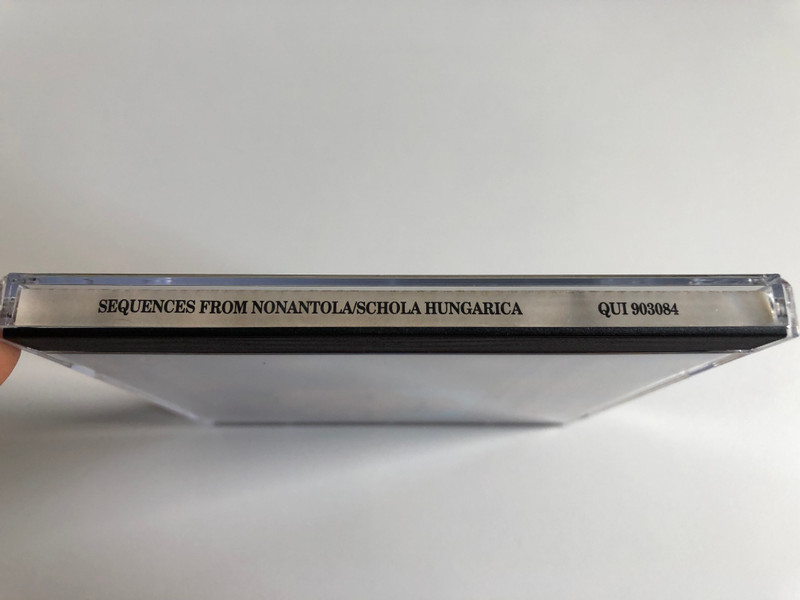 SEQUENCES FROM NONANTOLA/SCHOLA HUNGARICA QUI 903084